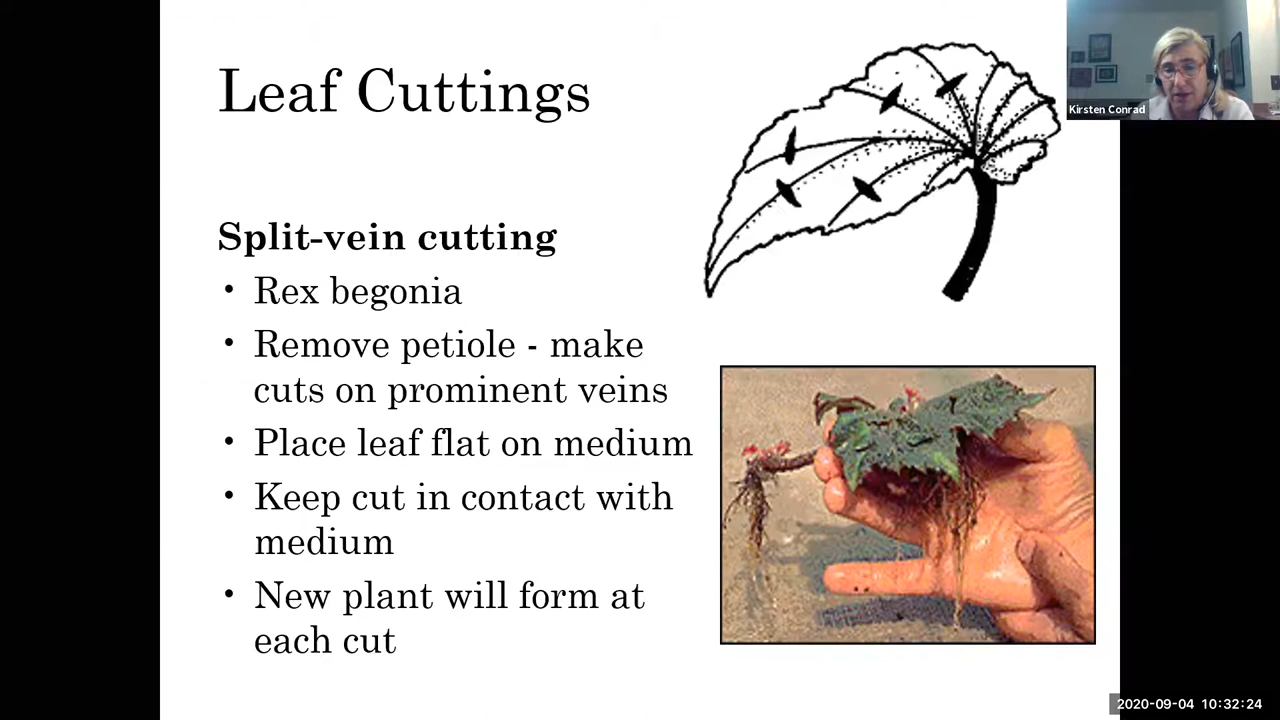 Leaf Cuttings
Kirsten Conrad
Split-vein cutting
• Rex begonia
• Remove petiole - make
cuts on prominent veins
• Place leaf flat on medium
• Keep cut in contact with
medium
• New plant will form at
each cut
2020-09-04 10:32:24